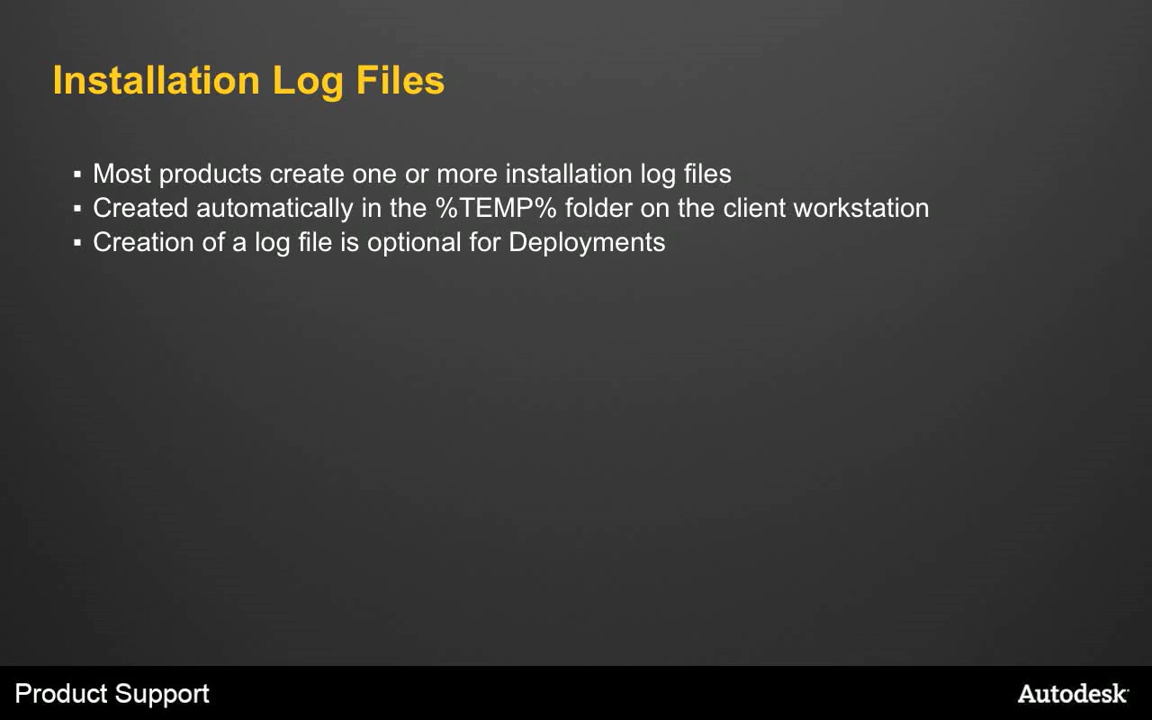 Installation Log Files
▪ Most products create one or more installation log files
▪ Created automatically in the %TEMP% folder on the client workstation
▪ Creation of a log file is optional for Deployments
Product Support
Autodesk